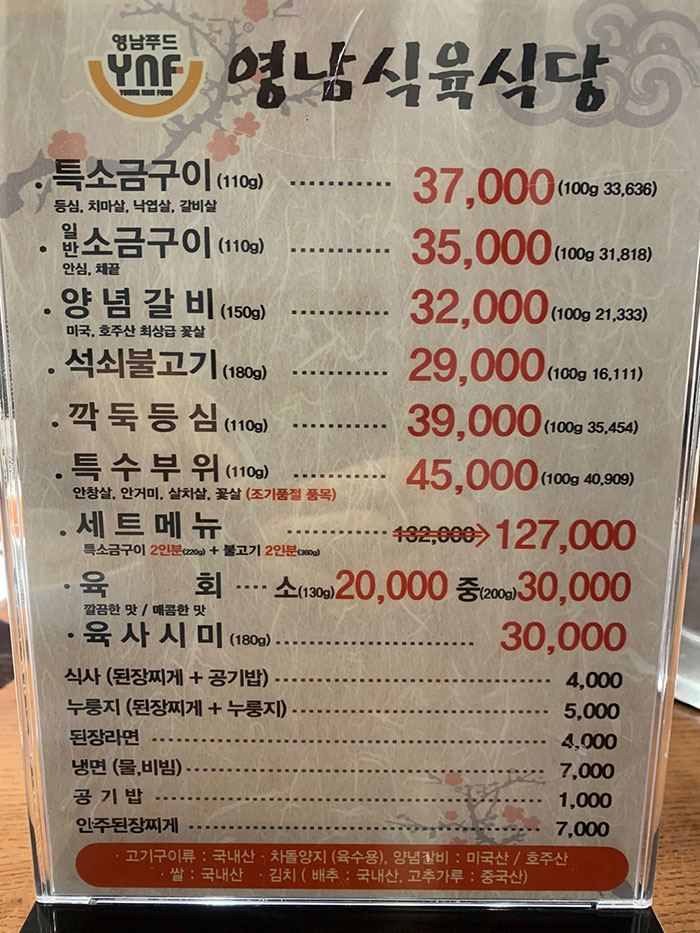 영남푸드
YNF
YOUNG NAM FOOD
영남식육식당
· 특소금구이 (110g) ············ 37,000 (100g 33,636)
등심, 치마살, 낙엽살, 갈비살
· 일반 소금구이 (110g) ············ 35,000 (100g 31,818)
안심, 채끝
· 양념갈비 (150g) ············ 32,000 (100g 21,333)
미국, 호주산 최상급 꽃살
· 석쇠불고기 (180g) ············ 29,000 (100g 16,111)
· 깍둑등심 (110g) ············ 39,000 (100g 35,454)
· 특수부위 (110g) ············ 45,000 (100g 40,909)
안창살, 안거미, 살치살, 꽃살 (조기품절 품목)
· 세트메뉴 ············ 132,000→127,000
특소금구이 2인분(220g) + 불고기 2인분(360g)
· 육 회 ···· 소(130g)20,000 중(200g)30,000
깔끔한 맛 / 매콤한 맛
· 육사시미 (180g) ············ 30,000
식사 (된장찌게 + 공기밥) ············ 4,000
누룽지 (된장찌게 + 누룽지) ············ 5,000
된장라면 ············ 4,000
냉면 (물,비빔) ············ 7,000
공기밥 ············ 1,000
안주된장찌게 ············ 7,000
· 고기구이류 : 국내산 · 차돌양지 (육수용), 양념갈비 : 미국산 / 호주산
· 쌀 : 국내산 · 김치 ( 배추 : 국내산, 고추가루 : 중국산)